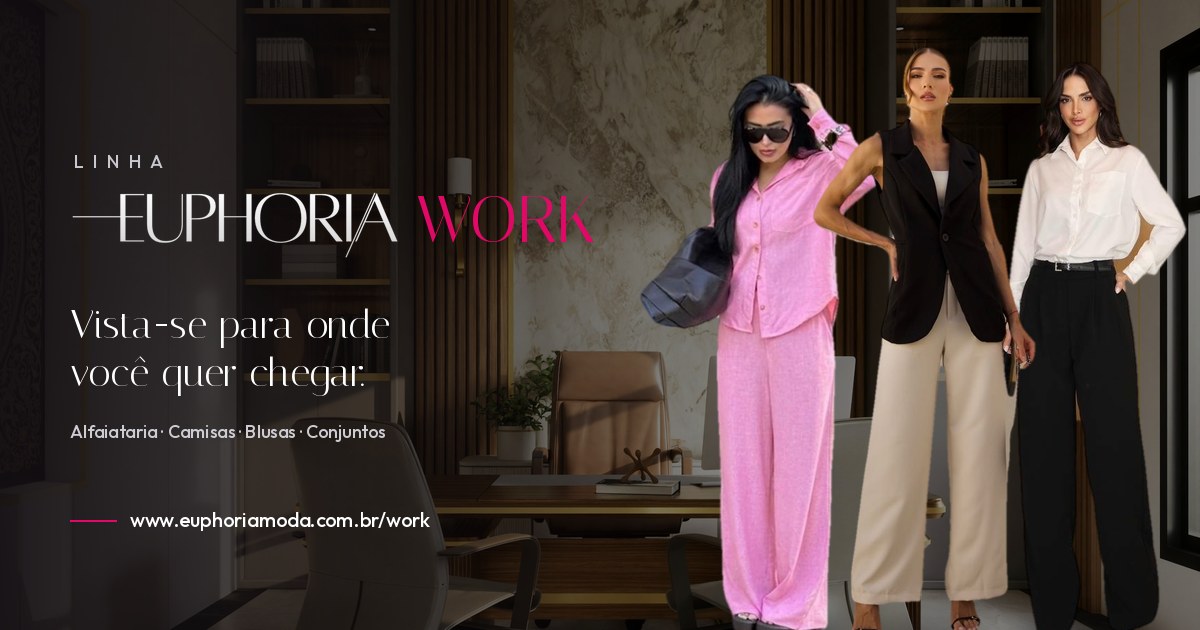 LINHA
EUPHORIA WORK
Vista-se para onde
você quer chegar.
Alfaiataria · Camisas · Blusas · Conjuntos
www.euphoriamoda.com.br/work